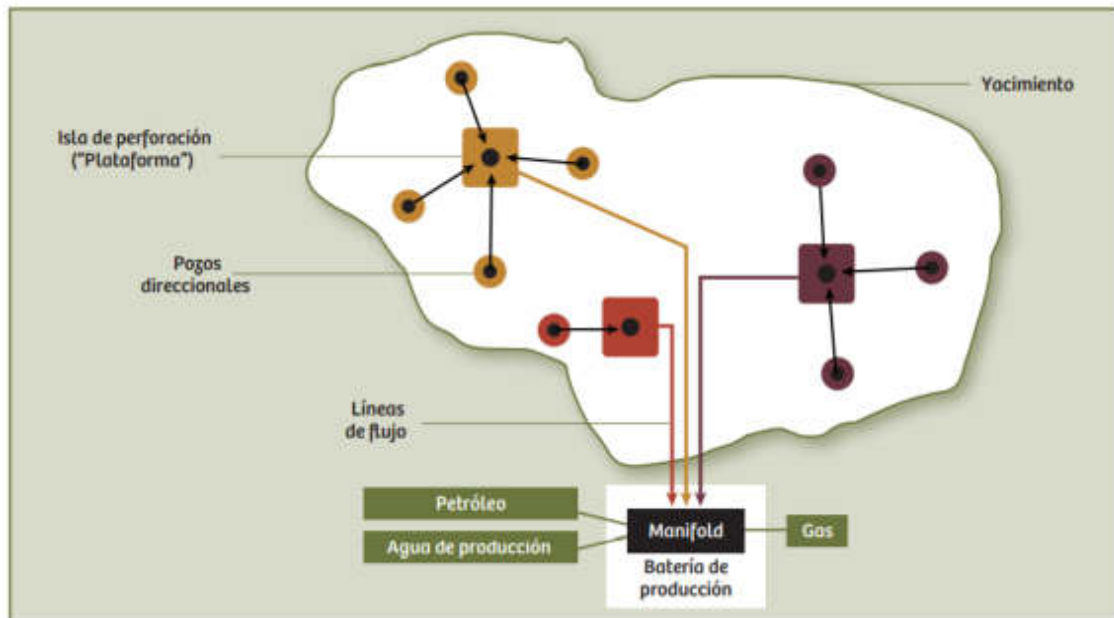 Yacimiento
Isla de perforación
("Plataforma")
Pozos
direccionales
Líneas
de flujo
Petróleo
Agua de producción
Manifold
Gas
Batería de
producción